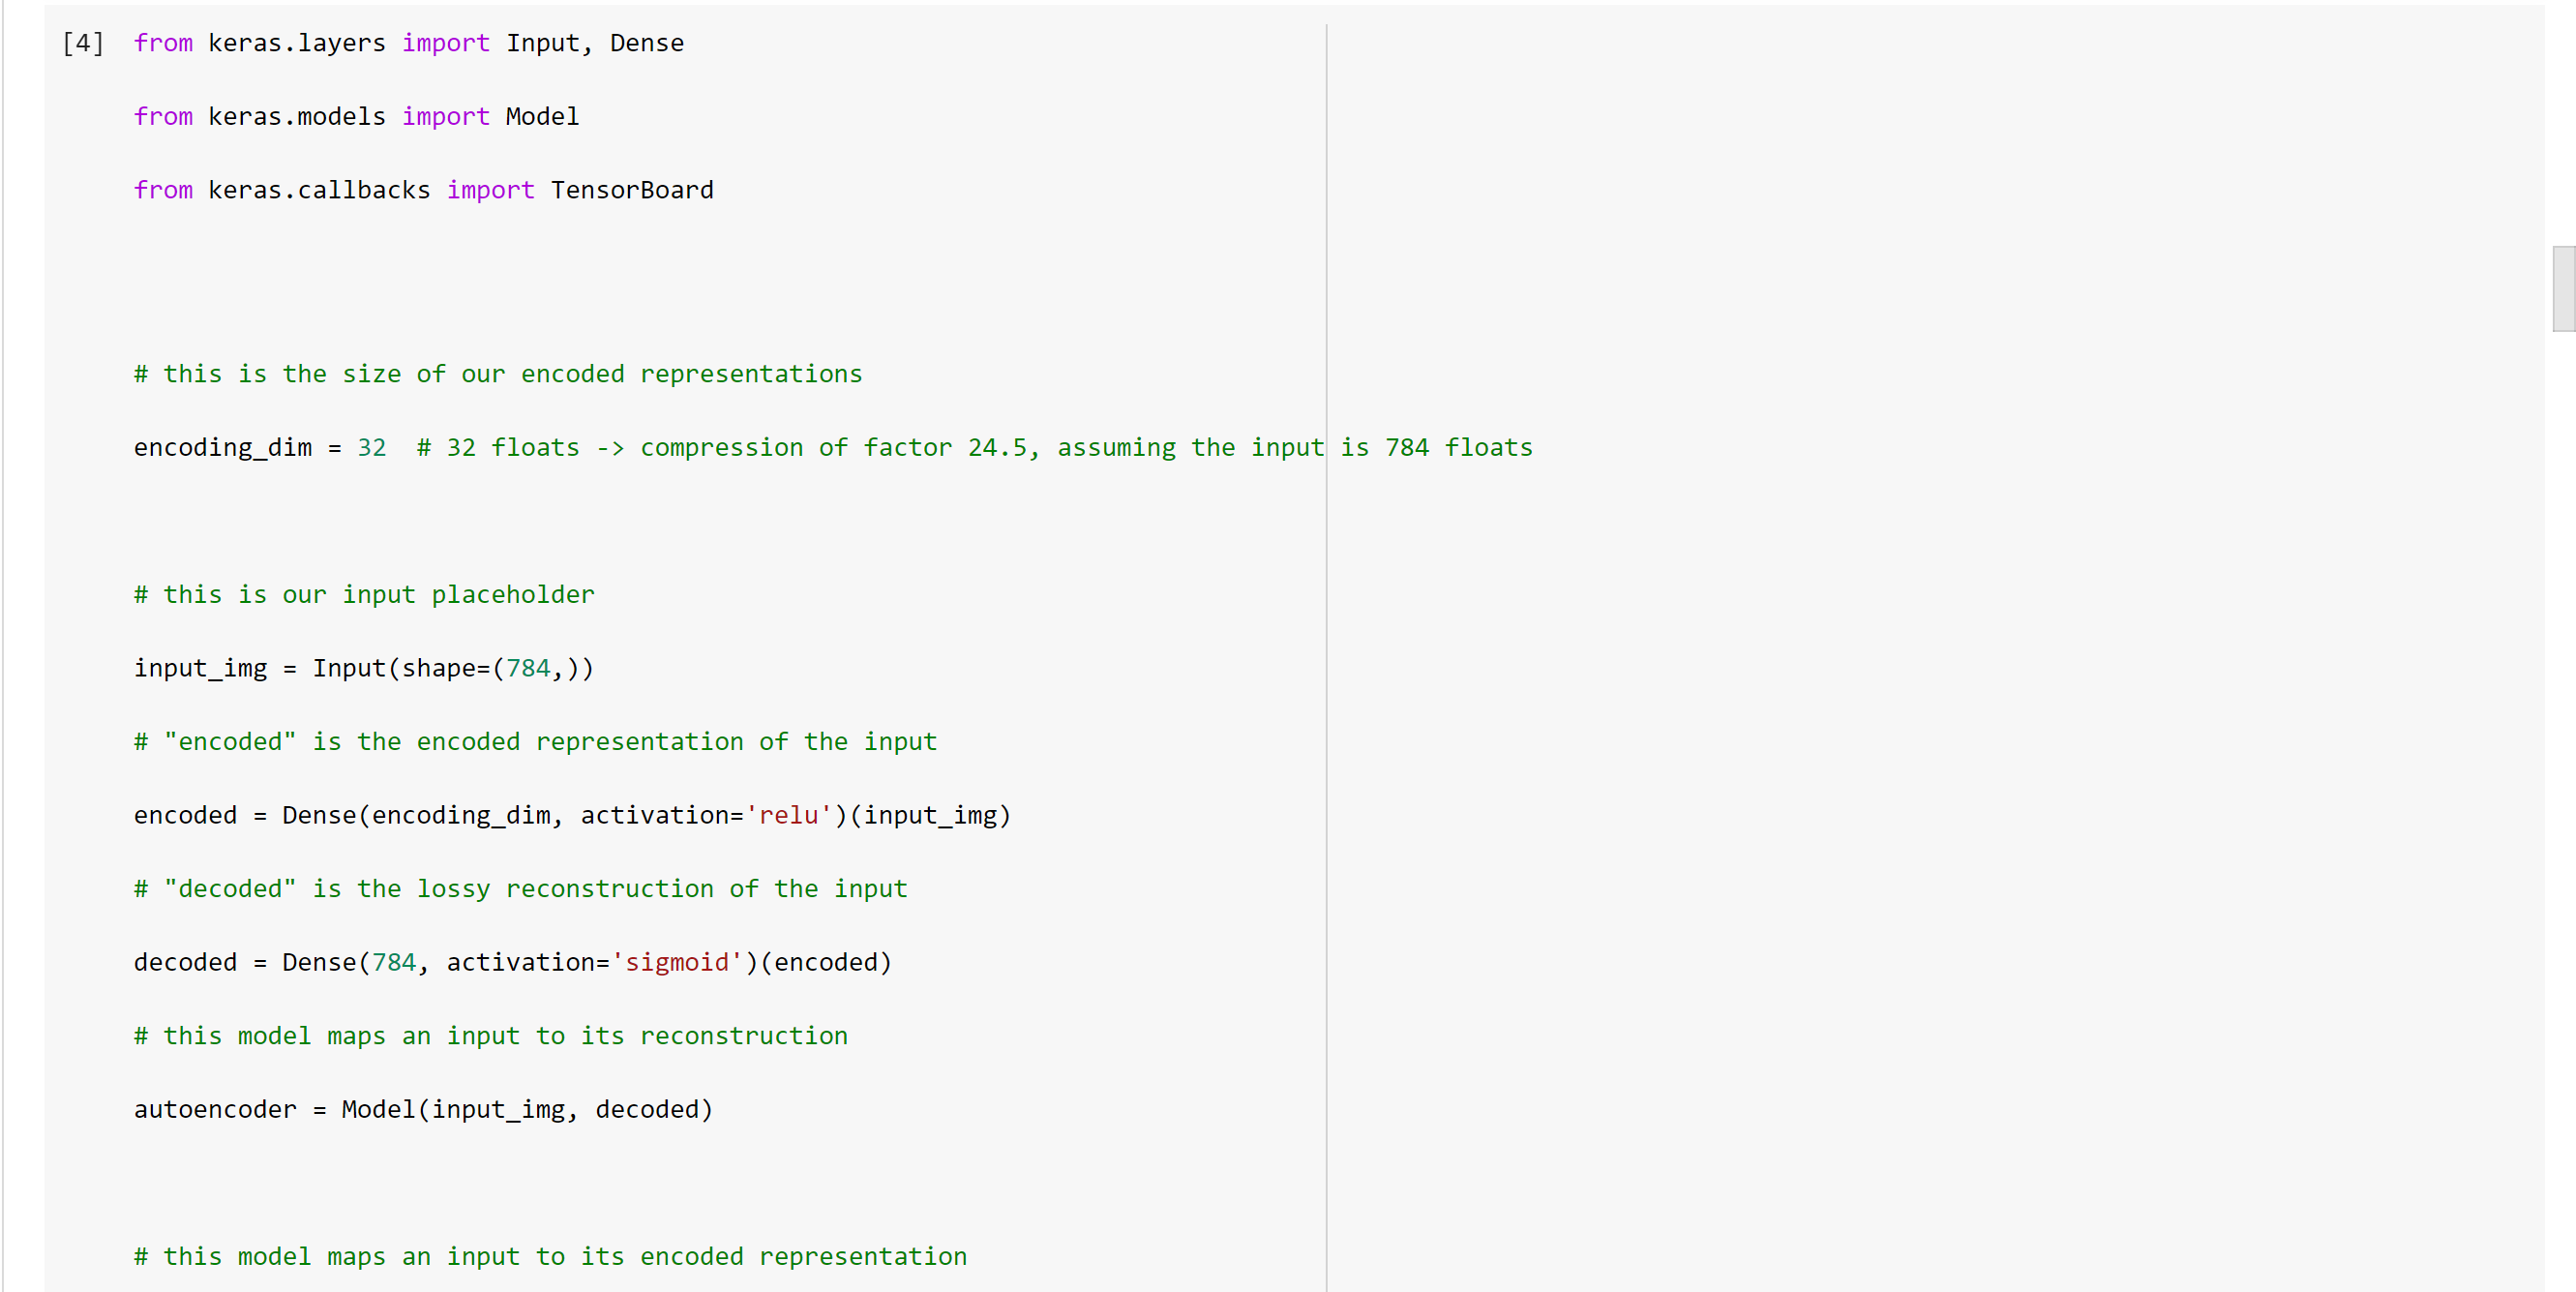 [4] from keras.layers import Input, Dense
from keras.models import Model
from keras.callbacks import TensorBoard
# this is the size of our encoded representations
encoding_dim = 32  # 32 floats -> compression of factor 24.5, assuming the input is 784 floats
# this is our input placeholder
input_img = Input(shape=(784,))
# "encoded" is the encoded representation of the input
encoded = Dense(encoding_dim, activation='relu')(input_img)
# "decoded" is the lossy reconstruction of the input
decoded = Dense(784, activation='sigmoid')(encoded)
# this model maps an input to its reconstruction
autoencoder = Model(input_img, decoded)
# this model maps an input to its encoded representation